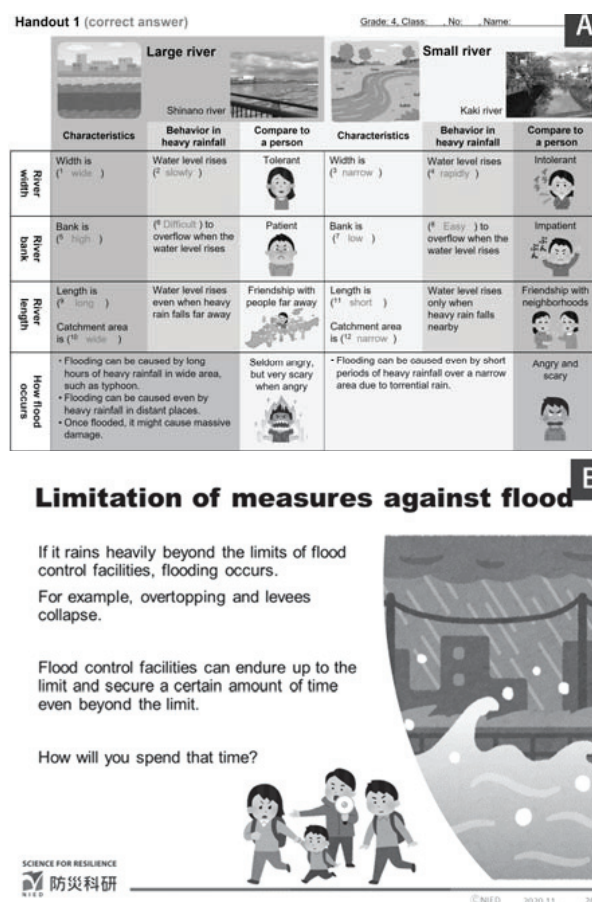 Handout 1 (correct answer)
Grade: 4, Class: , No: , Name:
A
Large river
Shinano river
Small river
Kaki river
Characteristics
Behavior in
heavy rainfall
Compare to
a person
Characteristics
Behavior in
heavy rainfall
Compare to
a person
River
width
Width is
(1 wide )
Water level rises
(2 slowly )
Tolerant
Width is
(3 narrow )
Water level rises
(4 rapidly )
Intolerant
River
bank
Bank is
(5 high )
(6 Difficult ) to
overflow when the
water level rises
Patient
Bank is
(7 low )
(8 Easy ) to
overflow when the
water level rises
Impatient
River
length
Length is
(9 long )
Catchment area
is (10 wide )
Water level rises
even when heavy
rain falls far away
Friendship with
people far away
Length is
(11 short )
Catchment area
is (12 narrow )
Water level rises
only when
heavy rain falls
nearby
Friendship with
neighborhoods
How flood
occurs
• Flooding can be caused by long
hours of heavy rainfall in wide area,
such as typhoon.
• Flooding can be caused even by
heavy rainfall in distant places.
• Once flooded, it might cause massive
damage.
Seldom angry,
but very scary
when angry
• Flooding can be caused even by short
periods of heavy rainfall over a narrow
area due to torrential rain.
Angry and
scary
Limitation of measures against flood
If it rains heavily beyond the limits of flood
control facilities, flooding occurs.
For example, overtopping and levees
collapse.
Flood control facilities can endure up to the
limit and secure a certain amount of time
even beyond the limit.
How will you spend that time?
SCIENCE FOR RESILIENCE
NIED
防災科研
©NIED 2020.11